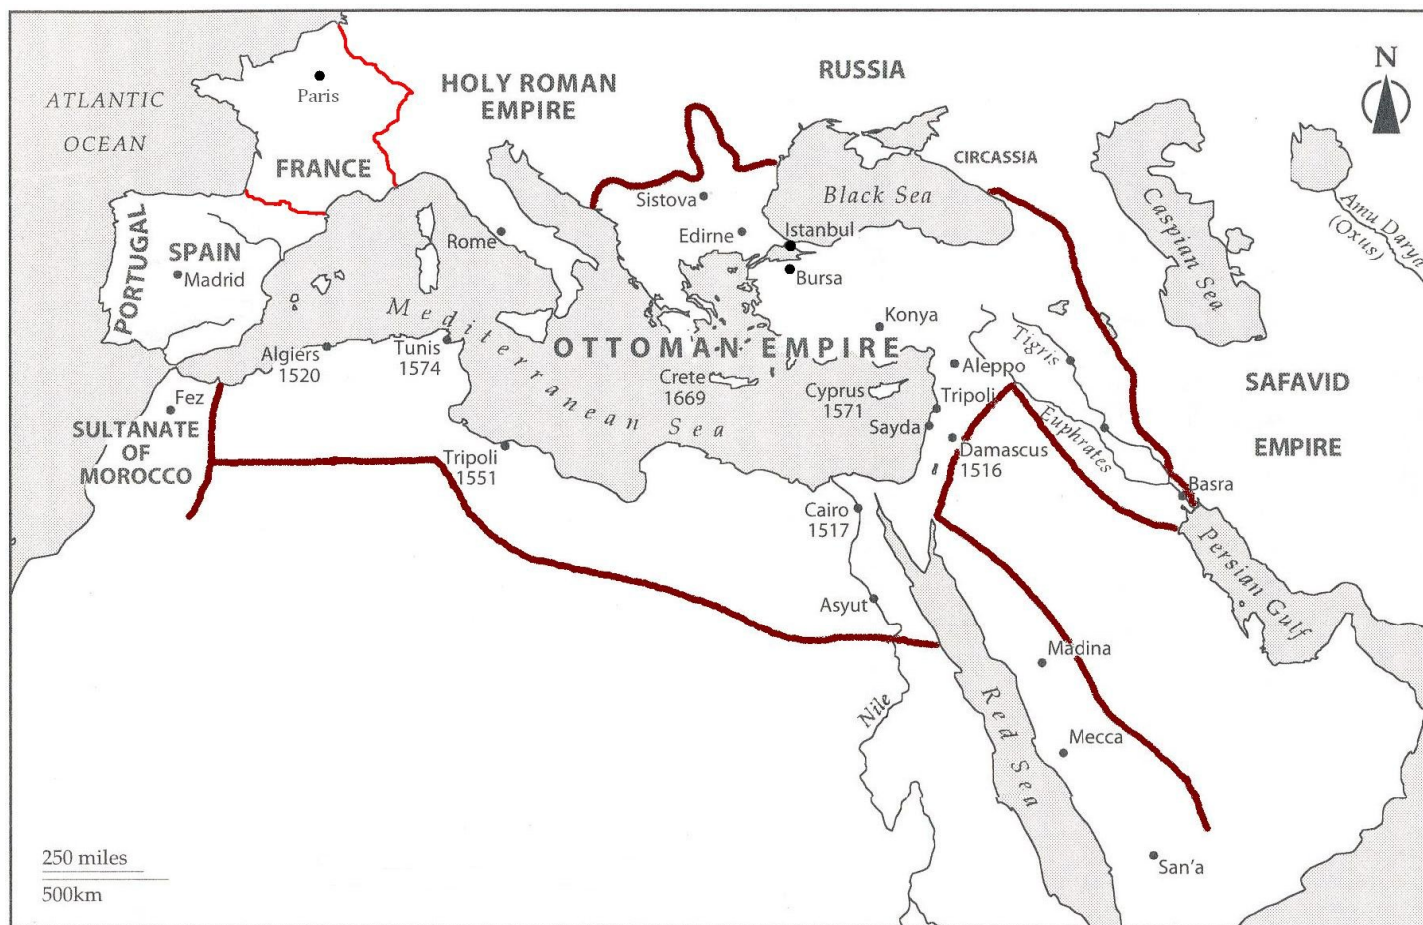 ATLANTIC
OCEAN
Paris
FRANCE
HOLY ROMAN
EMPIRE
RUSSIA
N
CIRCASSIA
Black Sea
Caspian Sea
Amu Darya
(Oxus)
PORTUGAL
SPAIN
Madrid
Rome
Sistova
Edirne
Istanbul
Bursa
Konya
Mediterranean Sea
OTTOMAN EMPIRE
Algiers
1520
Tunis
1574
Crete
1669
Cyprus
1571
Aleppo
Tigris
Tripoli
Sayda
Euphrates
Damascus
1516
SAFAVID
EMPIRE
Fez
SULTANATE
OF
MOROCCO
Tripoli
1551
Cairo
1517
Basra
Persian Gulf
Asyut
Madina
Nile
Red Sea
Mecca
San'a
250 miles
500km